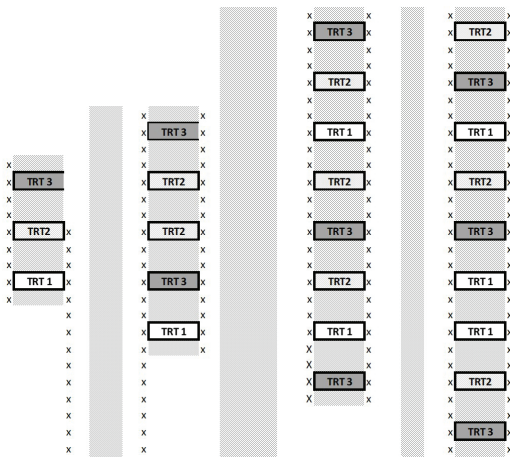 x x x x
x TRT 3 x x TRT2 x
x x x x
x x x x
x TRT2 x x TRT 3 x
x x x x
x x x x x x
x TRT 3 x x TRT 1 x x TRT 1 x
x x x x x x
x x x x x x x
x TRT 3 x TRT2 x x TRT2 x x TRT2 x
x x x x x x x
x x x x x x x
x TRT2 x x TRT2 x x TRT 3 x x TRT 3 x
x x x x x x x x
x x x x x x x x
x TRT 1 x x TRT 3 x x TRT2 x x TRT 1 x
x x x x x x x x
x x x x x x x
x x TRT 1 x x TRT 1 x x TRT 1 x
x x x X x x x
x x X x x x
x x X TRT 3 x x TRT2 x
x x X x x x
x x x x
x x x TRT 3 x
x x x x